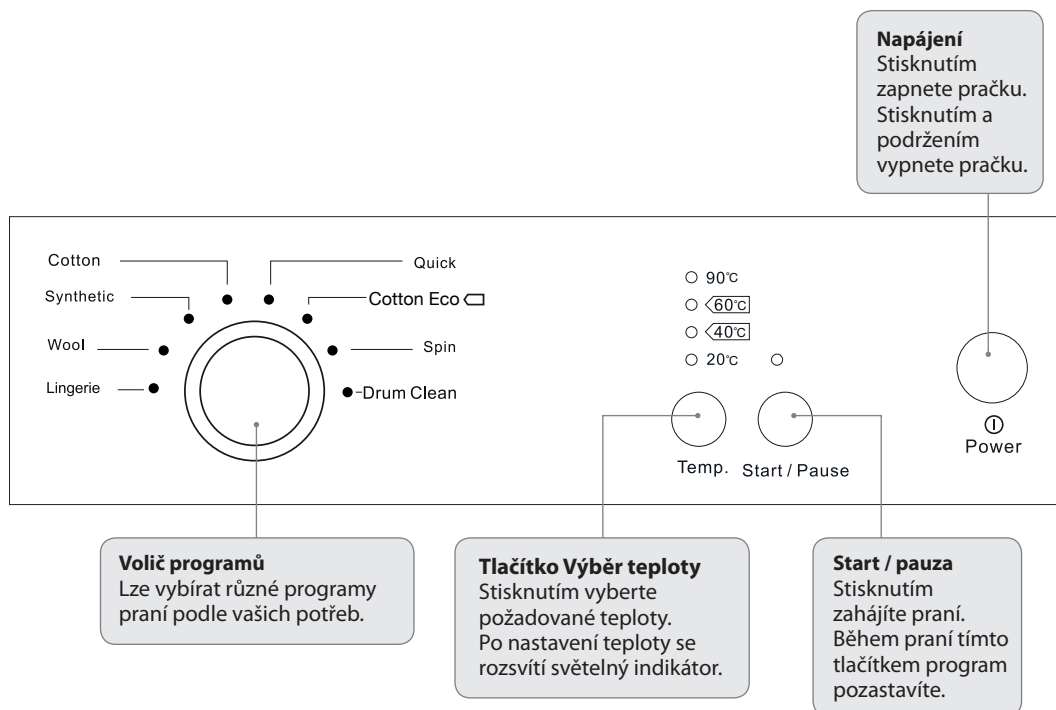 Napájení
Stisknutím
zapnete pračku.
Stisknutím a
podržením
vypnete pračku.
Cotton
Quick
Synthetic
Cotton Eco
Wool
Spin
Lingerie
Drum Clean
90°C
60°C
40°C
20°C
Temp.
Start / Pause
Power
Volič programů
Lze vybírat různé programy
praní podle vašich potřeb.
Tlačítko Výběr teploty
Stisknutím vyberte
požadované teploty.
Po nastavení teploty se
rozsvítí světelný indikátor.
Start / pauza
Stisknutím
zahájíte praní.
Během praní tímto
tlačítkem program
pozastavíte.